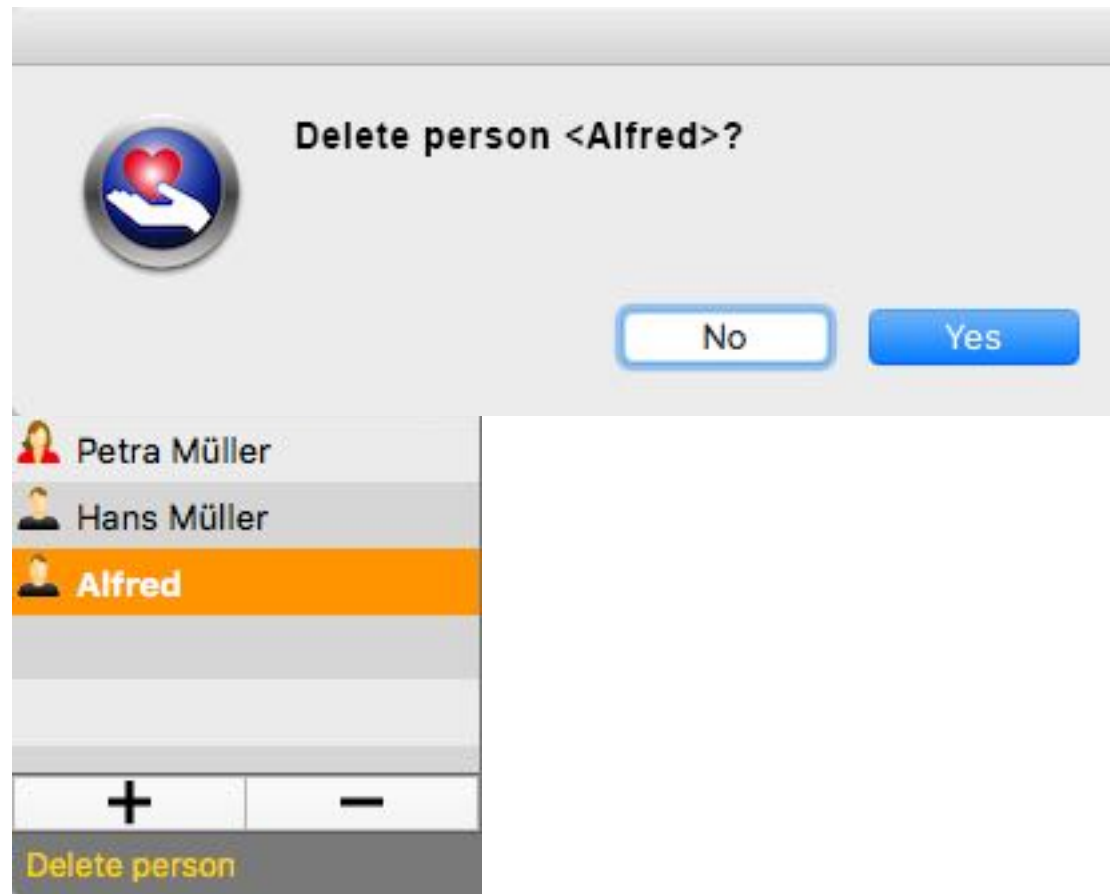 Delete person <Alfred>?
No Yes
Petra Müller
Hans Müller
Alfred
+ −
Delete person